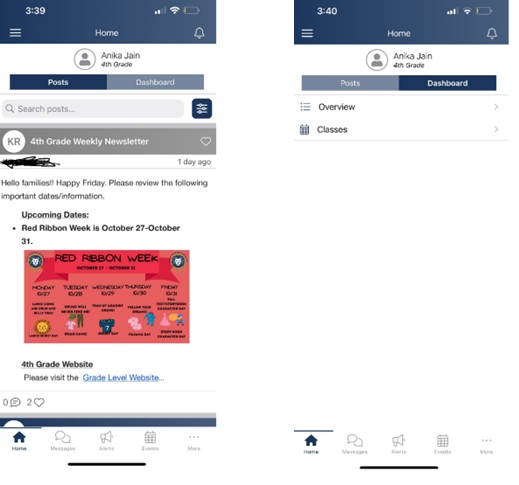 3:39
Home
Anika Jain
4th Grade
Posts Dashboard
Search posts...
KR 4th Grade Weekly Newsletter
1 day ago
Hello families!! Happy Friday. Please review the following
important dates/information.
Upcoming Dates:
• Red Ribbon Week is October 27-October
31.
RED RIBBON WEEK
OCTOBER 27 - OCTOBER 31
MONDAY TUESDAY WEDNESDAY THURSDAY FRIDAY
10/27 10/28 10/29 10/30 10/31
4th Grade Website
Please visit the Grade Level Website...
0 2
Home Messages Alerts Events More
3:40
Home
Anika Jain
4th Grade
Posts Dashboard
Overview
Classes
Home Messages Alerts Events More